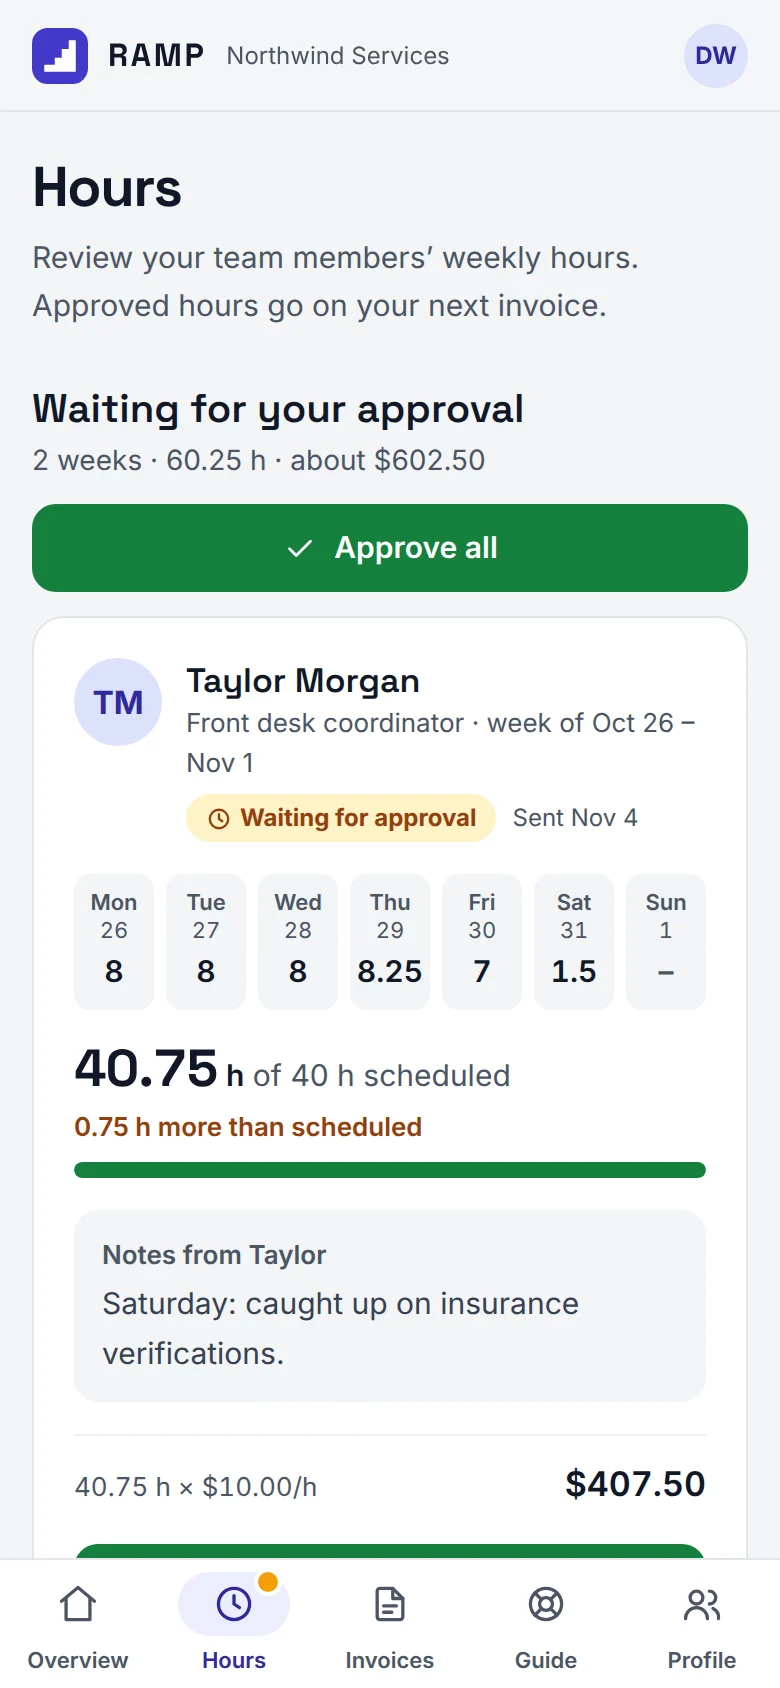 RAMP Northwind Services DW
Hours
Review your team members’ weekly hours.
Approved hours go on your next invoice.
Waiting for your approval
2 weeks · 60.25 h · about $602.50
Approve all
TM
Taylor Morgan
Front desk coordinator · week of Oct 26 –
Nov 1
Waiting for approval Sent Nov 4
Mon Tue Wed Thu Fri Sat Sun
26 27 28 29 30 31 1
8 8 8 8.25 7 1.5 –
40.75 h of 40 h scheduled
0.75 h more than scheduled
Notes from Taylor
Saturday: caught up on insurance
verifications.
40.75 h × $10.00/h $407.50
Overview Hours Invoices Guide Profile